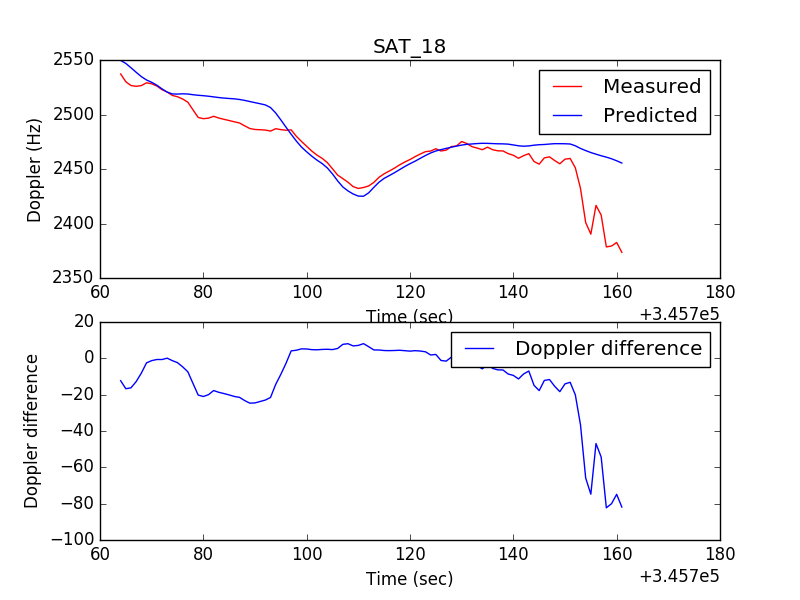 SAT_18
2550
2500
2450
2400
2350
Doppler (Hz)
Measured
Predicted
60 80 100 120 140 160 180
Time (sec)
+3.457e5
20
0
−20
−40
−60
−80
−100
Doppler difference
Doppler difference
60 80 100 120 140 160 180
Time (sec)
+3.457e5